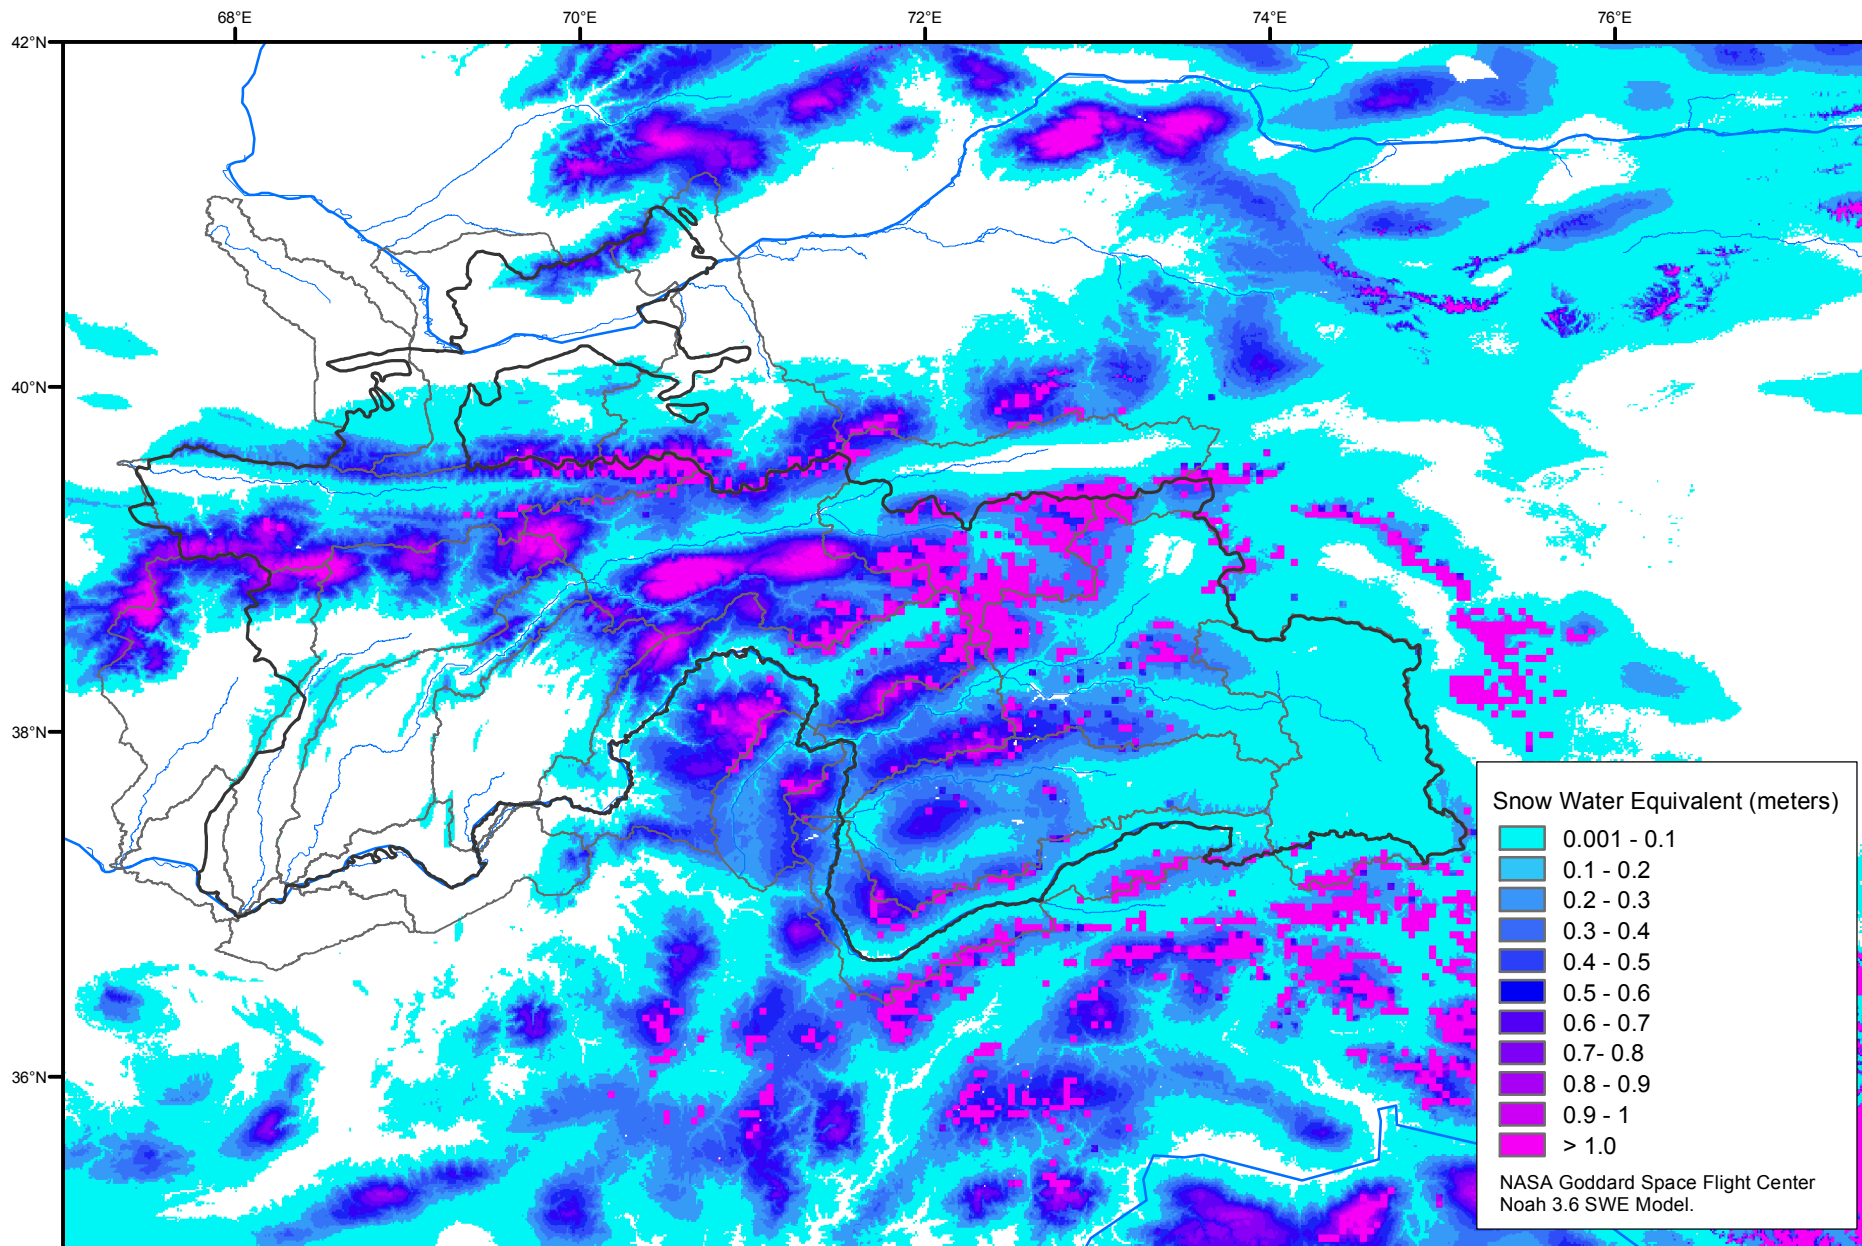 68°E 70°E 72°E 74°E 76°E
42°N
40°N
38°N
36°N
Snow Water Equivalent (meters)
0.001 - 0.1
0.1 - 0.2
0.2 - 0.3
0.3 - 0.4
0.4 - 0.5
0.5 - 0.6
0.6 - 0.7
0.7- 0.8
0.8 - 0.9
0.9 - 1
> 1.0
NASA Goddard Space Flight Center
Noah 3.6 SWE Model.